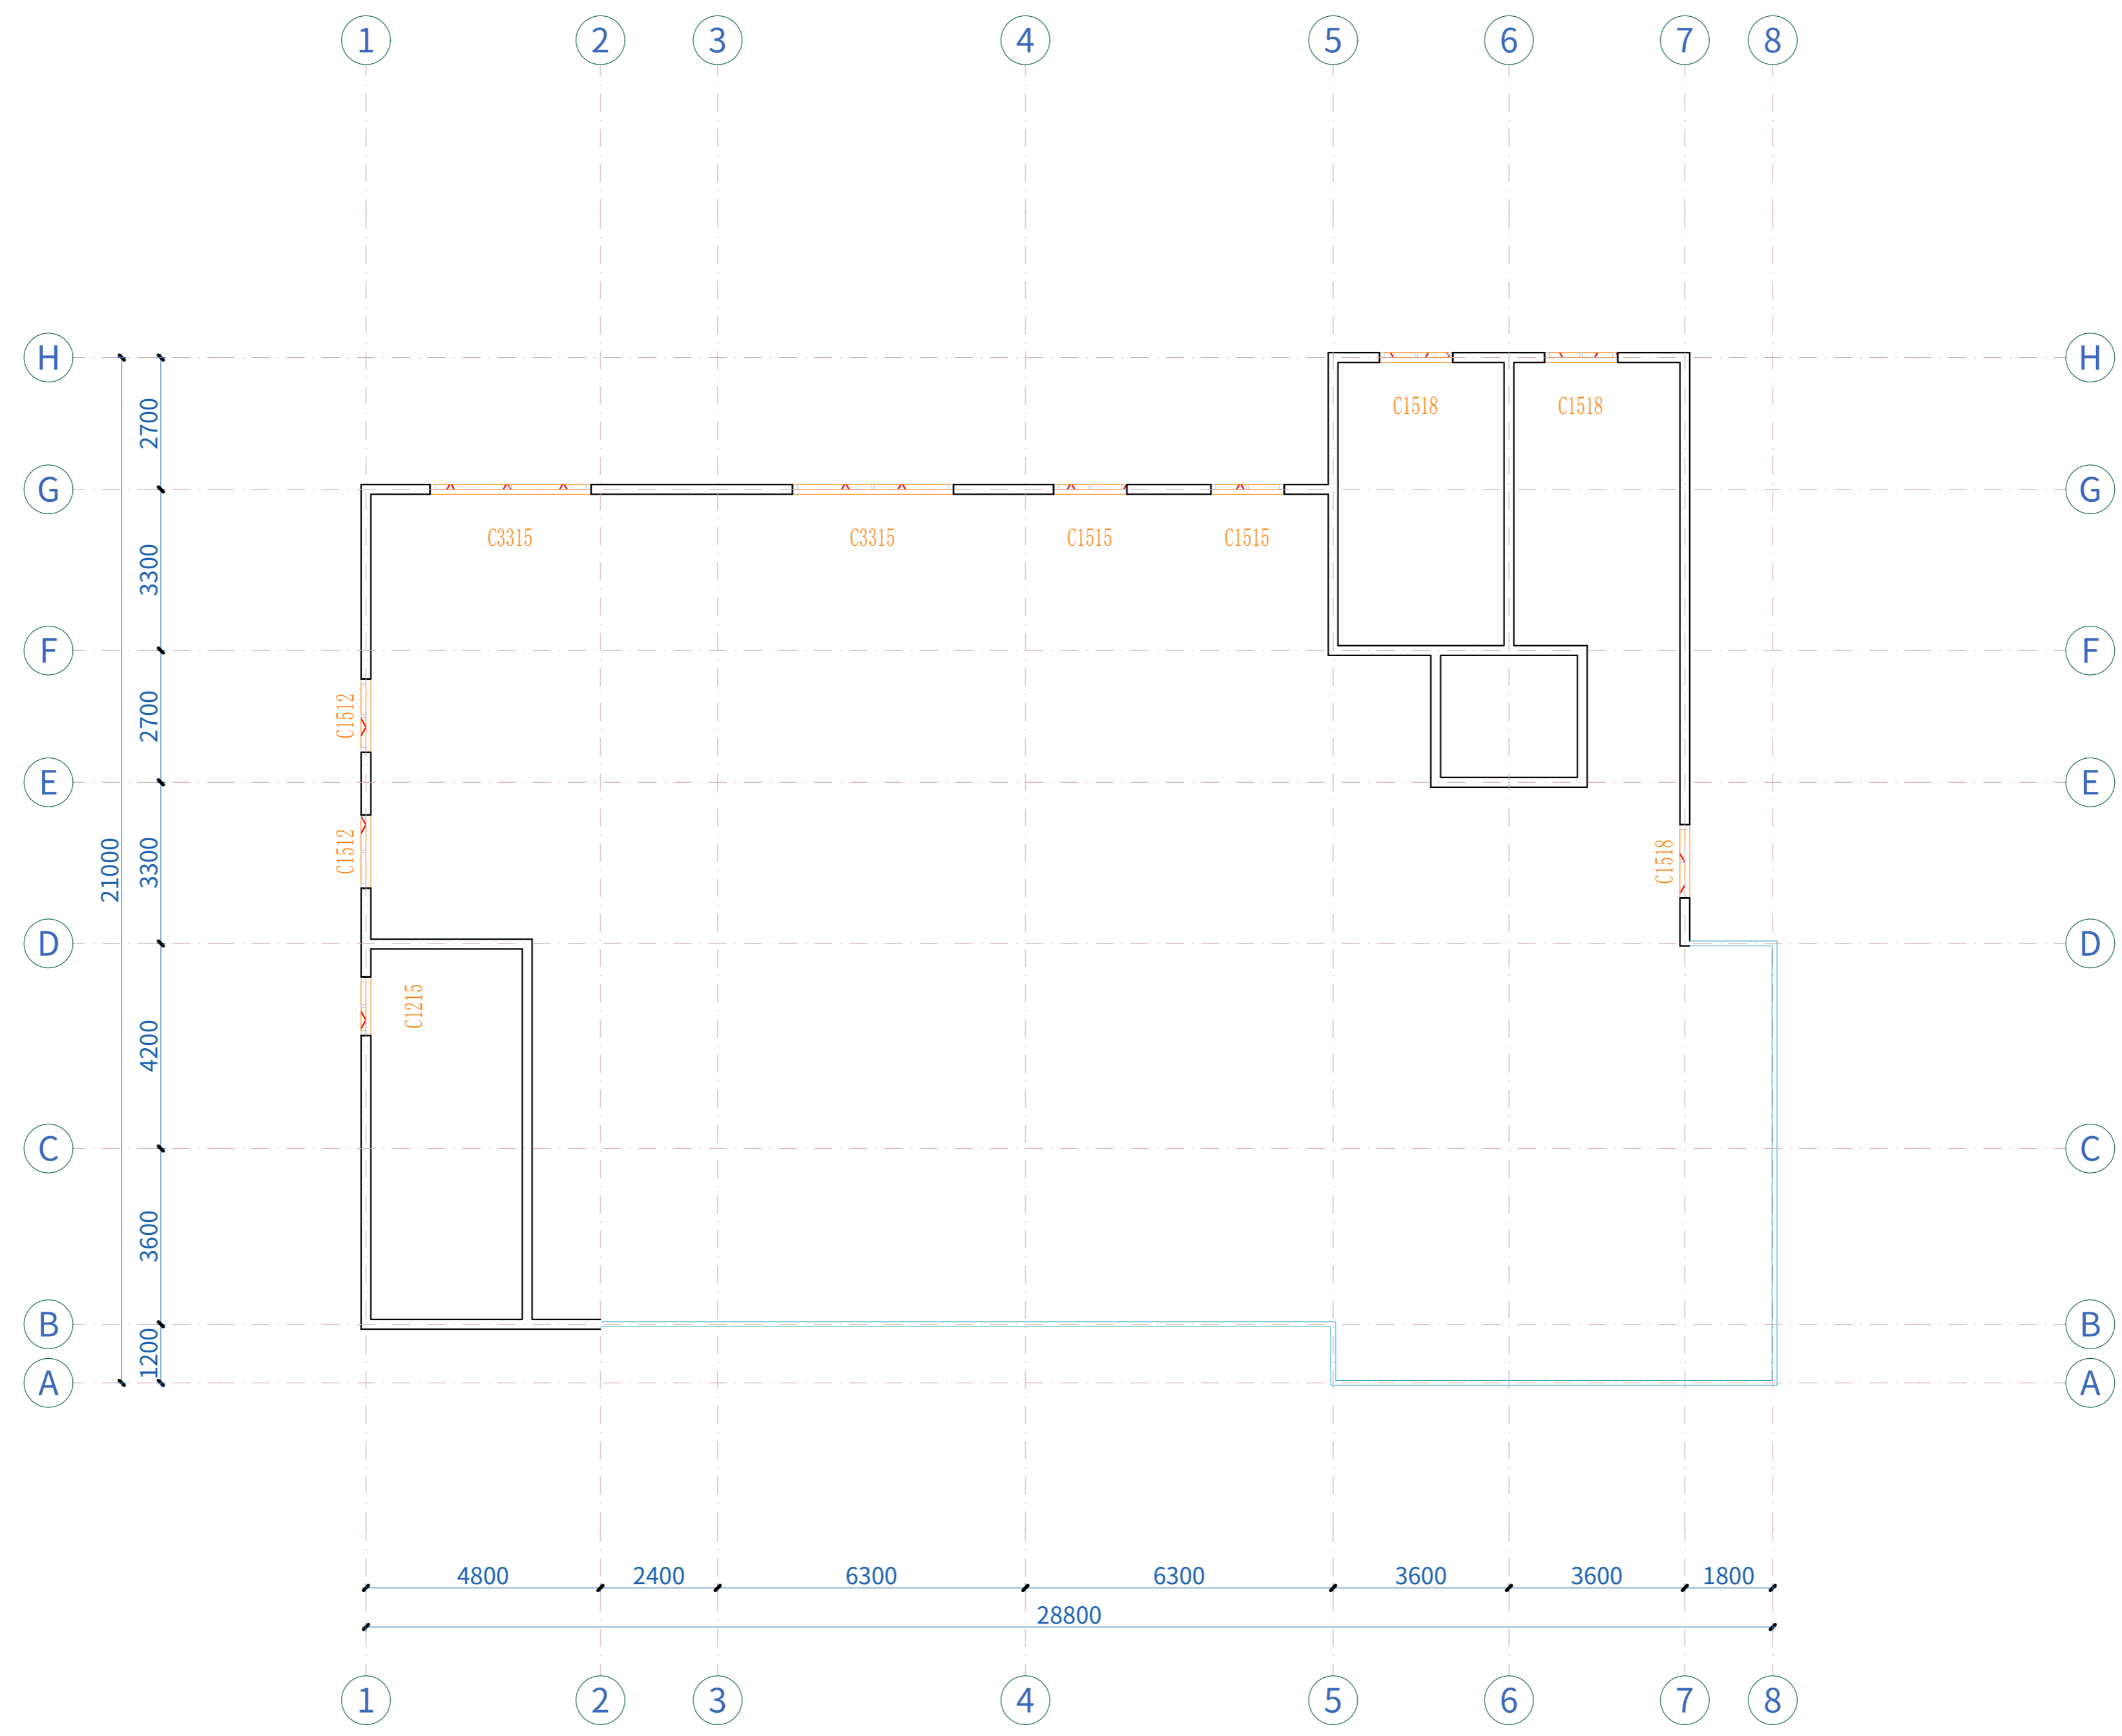 1 2 3 4 5 6 7 8
H H
2700
C1518 C1518
G G
C3315 C3315 C1515 C1515
3300
F F
C1512
2700
E E
C1512
C1518
21000
3300
D D
C1215
4200
C C
3600
B B
1200
A A
4800 2400 6300 6300 3600 3600 1800
28800
1 2 3 4 5 6 7 8